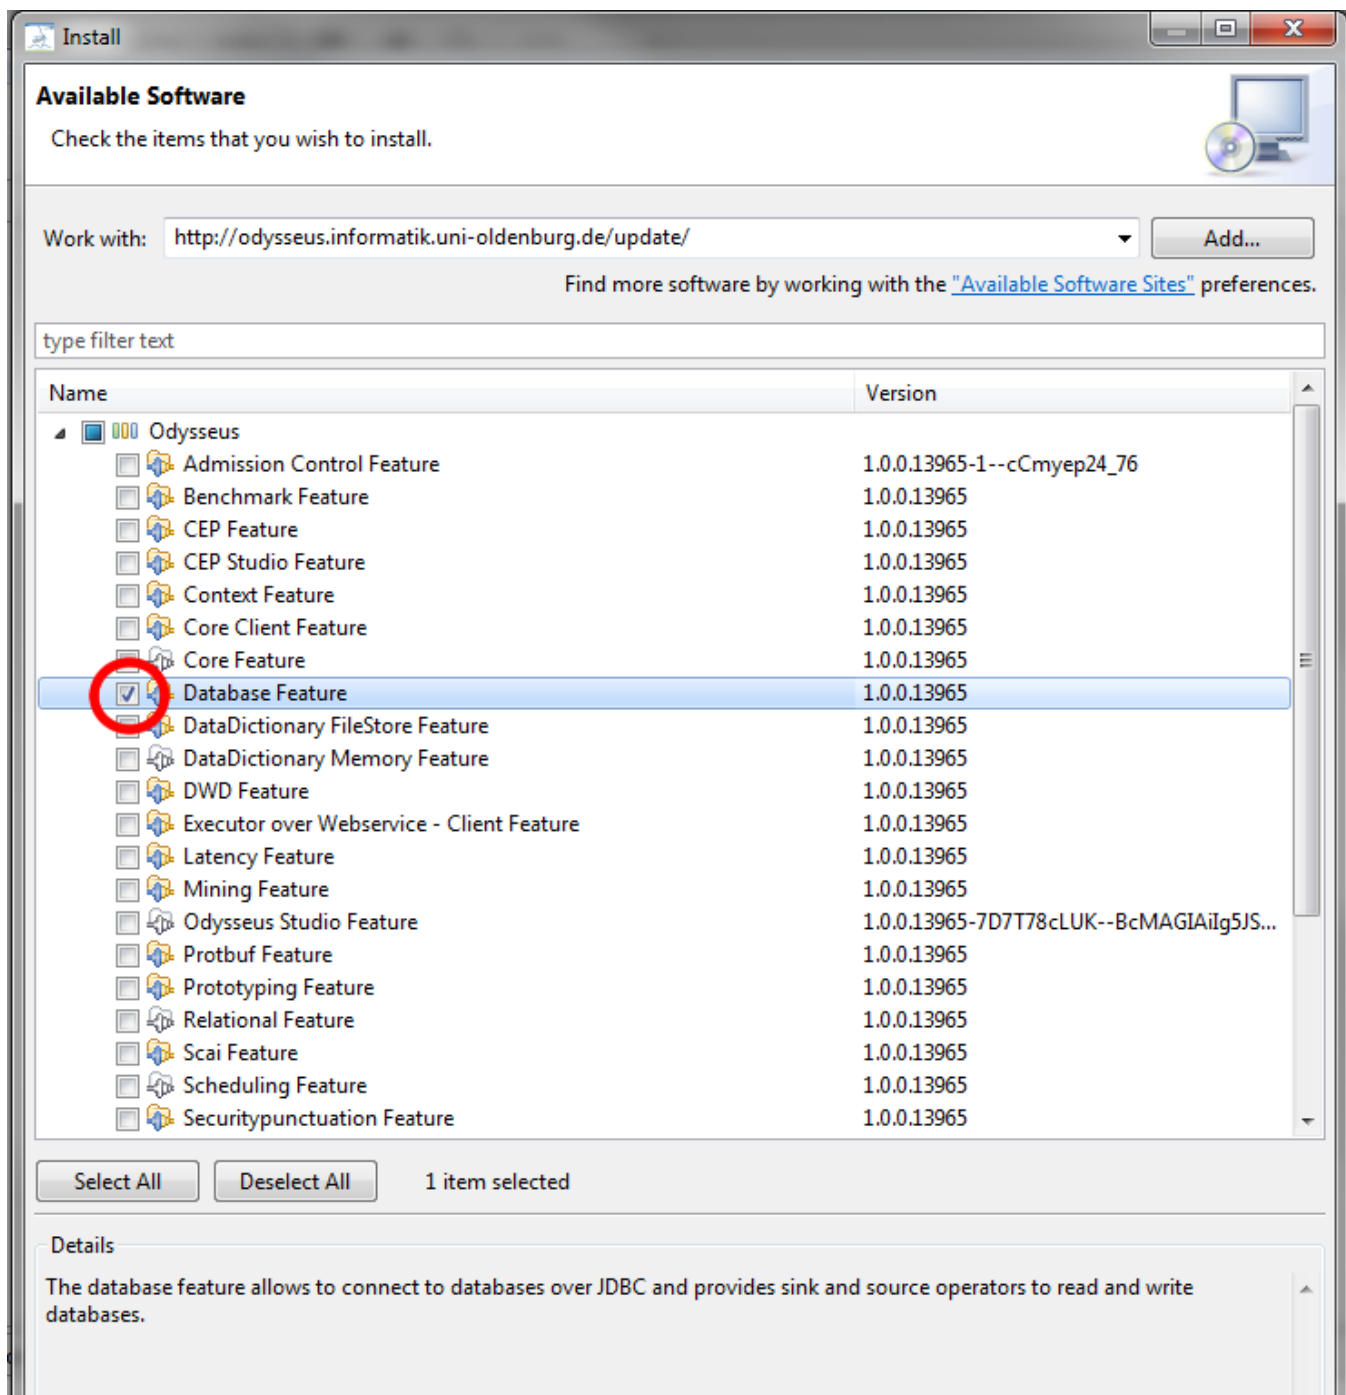 Install
Available Software
Check the items that you wish to install.
Work with: http://odysseus.informatik.uni-oldenburg.de/update/ Add...
Find more software by working with the "Available Software Sites" preferences.
type filter text
Name Version
Odysseus
Admission Control Feature 1.0.0.13965-1--cCmyep24_76
Benchmark Feature 1.0.0.13965
CEP Feature 1.0.0.13965
CEP Studio Feature 1.0.0.13965
Context Feature 1.0.0.13965
Core Client Feature 1.0.0.13965
Core Feature 1.0.0.13965
Database Feature 1.0.0.13965
DataDictionary FileStore Feature 1.0.0.13965
DataDictionary Memory Feature 1.0.0.13965
DWD Feature 1.0.0.13965
Executor over Webservice - Client Feature 1.0.0.13965
Latency Feature 1.0.0.13965
Mining Feature 1.0.0.13965
Odysseus Studio Feature 1.0.0.13965-7D7T78cLUK--BcMAGIAiIg5JS...
Protbuf Feature 1.0.0.13965
Prototyping Feature 1.0.0.13965
Relational Feature 1.0.0.13965
Scai Feature 1.0.0.13965
Scheduling Feature 1.0.0.13965
Securitypunctuation Feature 1.0.0.13965
Select All Deselect All 1 item selected
Details
The database feature allows to connect to databases over JDBC and provides sink and source operators to read and write
databases.